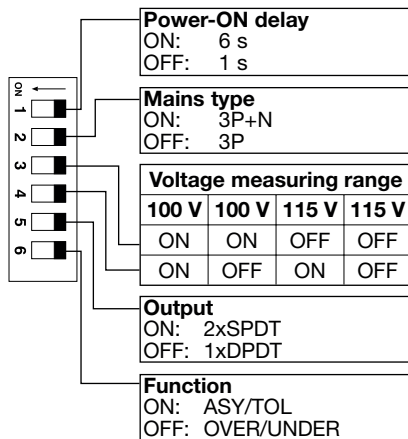 Power-ON delay
ON: 6 s
OFF: 1 s
Mains type
ON: 3P+N
OFF: 3P
ON
1
2
3
4
5
6
Voltage measuring range
100 V 100 V 115 V 115 V
ON ON OFF OFF
ON OFF ON OFF
Output
ON: 2xSPDT
OFF: 1xDPDT
Function
ON: ASY/TOL
OFF: OVER/UNDER